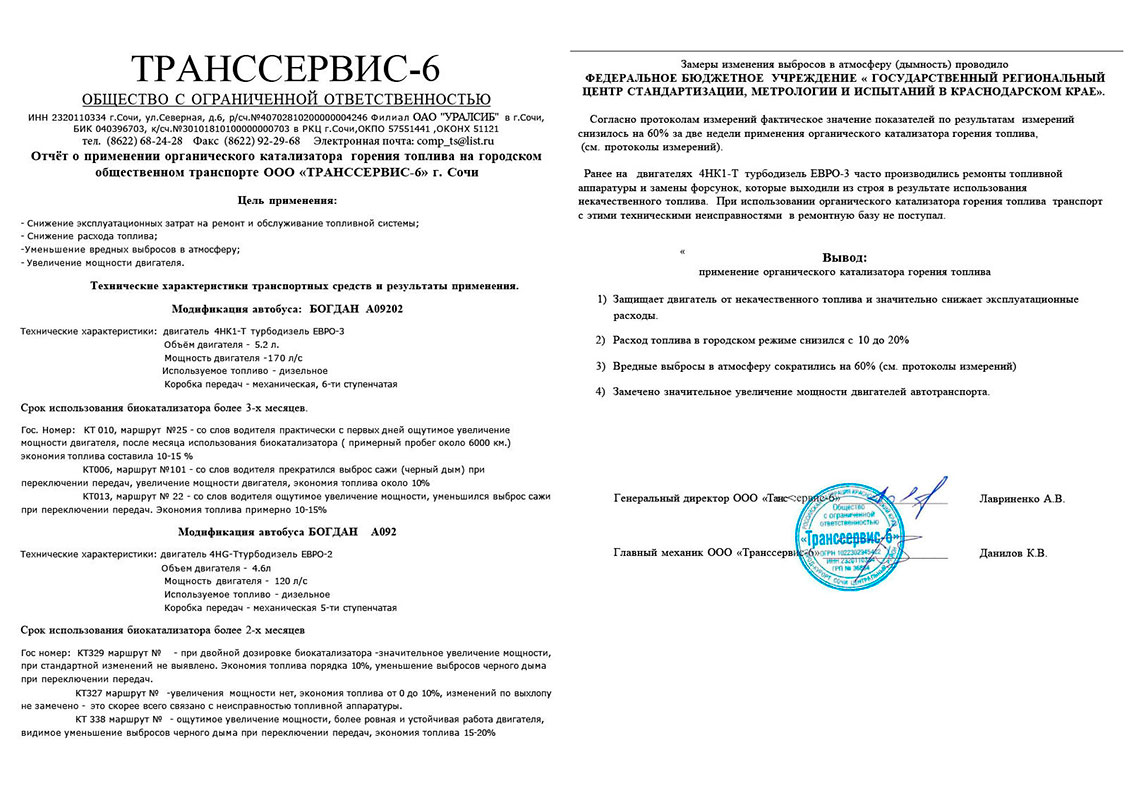 ТРАНССЕРВИС-6
ОБЩЕСТВО С ОГРАНИЧЕННОЙ ОТВЕТСТВЕННОСТЬЮ
ИНН 2320110334 г.Сочи, ул.Северная, д.6, р/сч.№40702810200000004246 Филиал ОАО "УРАЛСИБ" в г.Сочи,
БИК 040396703, к/сч.№30101810100000000703 в РКЦ г.Сочи,ОКПО 57551441 ,ОКОНХ 51121
тел. (8622) 68-24-28 Факс (8622) 92-29-68 Электронная почта: comp_ts@list.ru
Отчёт о применении органического катализатора горения топлива на городском
общественном транспорте ООО «ТРАНССЕРВИС-6» г. Сочи
Цель применения:
- Снижение эксплуатационных затрат на ремонт и обслуживание топливной системы;
- Снижение расхода топлива;
-Уменьшение вредных выбросов в атмосферу;
- Увеличение мощности двигателя.
Технические характеристики транспортных средств и результаты применения.
Модификация автобуса: БОГДАН А09202
Технические характеристики: двигатель 4НК1-Т турбодизель ЕВРО-3
Объём двигателя - 5.2 л.
Мощность двигателя -170 л/с
Используемое топливо - дизельное
Коробка передач - механическая, 6-ти ступенчатая
Срок использования биокатализатора более 3-х месяцев.
Гос. Номер: КТ 010, маршрут №25 - со слов водителя практически с первых дней ощутимое увеличение
мощности двигателя, после месяца использования биокатализатора ( примерный пробег около 6000 км.)
экономия топлива составила 10-15 %
КТ006, маршрут №101 - со слов водителя прекратился выброс сажи (черный дым) при
переключении передач, увеличение мощности двигателя, экономия топлива около 10%
КТ013, маршрут № 22 - со слов водителя ощутимое увеличение мощности, уменьшился выброс сажи
при переключении передач. Экономия топлива примерно 10-15%
Модификация автобуса БОГДАН А092
Технические характеристики: двигатель 4HG-Ттурбодизель ЕВРО-2
Объем двигателя - 4.6л
Мощность двигателя - 120 л/с
Используемое топливо - дизельное
Коробка передач - механическая 5-ти ступенчатая
Срок использования биокатализатора более 2-х месяцев
Гос номер: КТ329 маршрут № - при двойной дозировке биокатализатора -значительное увеличение мощности,
при стандартной изменений не выявлено. Экономия топлива порядка 10%, уменьшение выбросов черного дыма
при переключении передач.
КТ327 маршрут № -увеличения мощности нет, экономия топлива от 0 до 10%, изменений по выхлопу
не замечено - это скорее всего связано с неисправностью топливной аппаратуры.
КТ 338 маршрут № - ощутимое увеличение мощности, более ровная и устойчивая работа двигателя,
видимое уменьшение выбросов черного дыма при переключении передач, экономия топлива 15-20%
Замеры изменения выбросов в атмосферу (дымность) проводило
ФЕДЕРАЛЬНОЕ БЮДЖЕТНОЕ УЧРЕЖДЕНИЕ « ГОСУДАРСТВЕННЫЙ РЕГИОНАЛЬНЫЙ
ЦЕНТР СТАНДАРТИЗАЦИИ, МЕТРОЛОГИИ И ИСПЫТАНИЙ В КРАСНОДАРСКОМ КРАЕ».
Согласно протоколам измерений фактическое значение показателей по результатам измерений
снизилось на 60% за две недели применения органического катализатора горения топлива,
(см. протоколы измерений).
Ранее на двигателях 4НК1-Т турбодизель ЕВРО-3 часто производились ремонты топливной
аппаратуры и замены форсунок, которые выходили из строя в результате использования
некачественного топлива. При использовании органического катализатора горения топлива транспорт
с этими техническими неисправностями в ремонтную базу не поступал.
«
Вывод:
применение органического катализатора горения топлива
1) Защищает двигатель от некачественного топлива и значительно снижает эксплуатационные
расходы.
2) Расход топлива в городском режиме снизился с 10 до 20%
3) Вредные выбросы в атмосферу сократились на 60% (см. протоколы измерений)
4) Замечено значительное увеличение мощности двигателей автотранспорта.
Генеральный директор ООО Лавриненко А.В.
Главный механик ООО «Транссервис-6» Данилов К.В.
Общество
с ограниченной
ответственностью
«Транссервис-6»
ИНН 2320110334